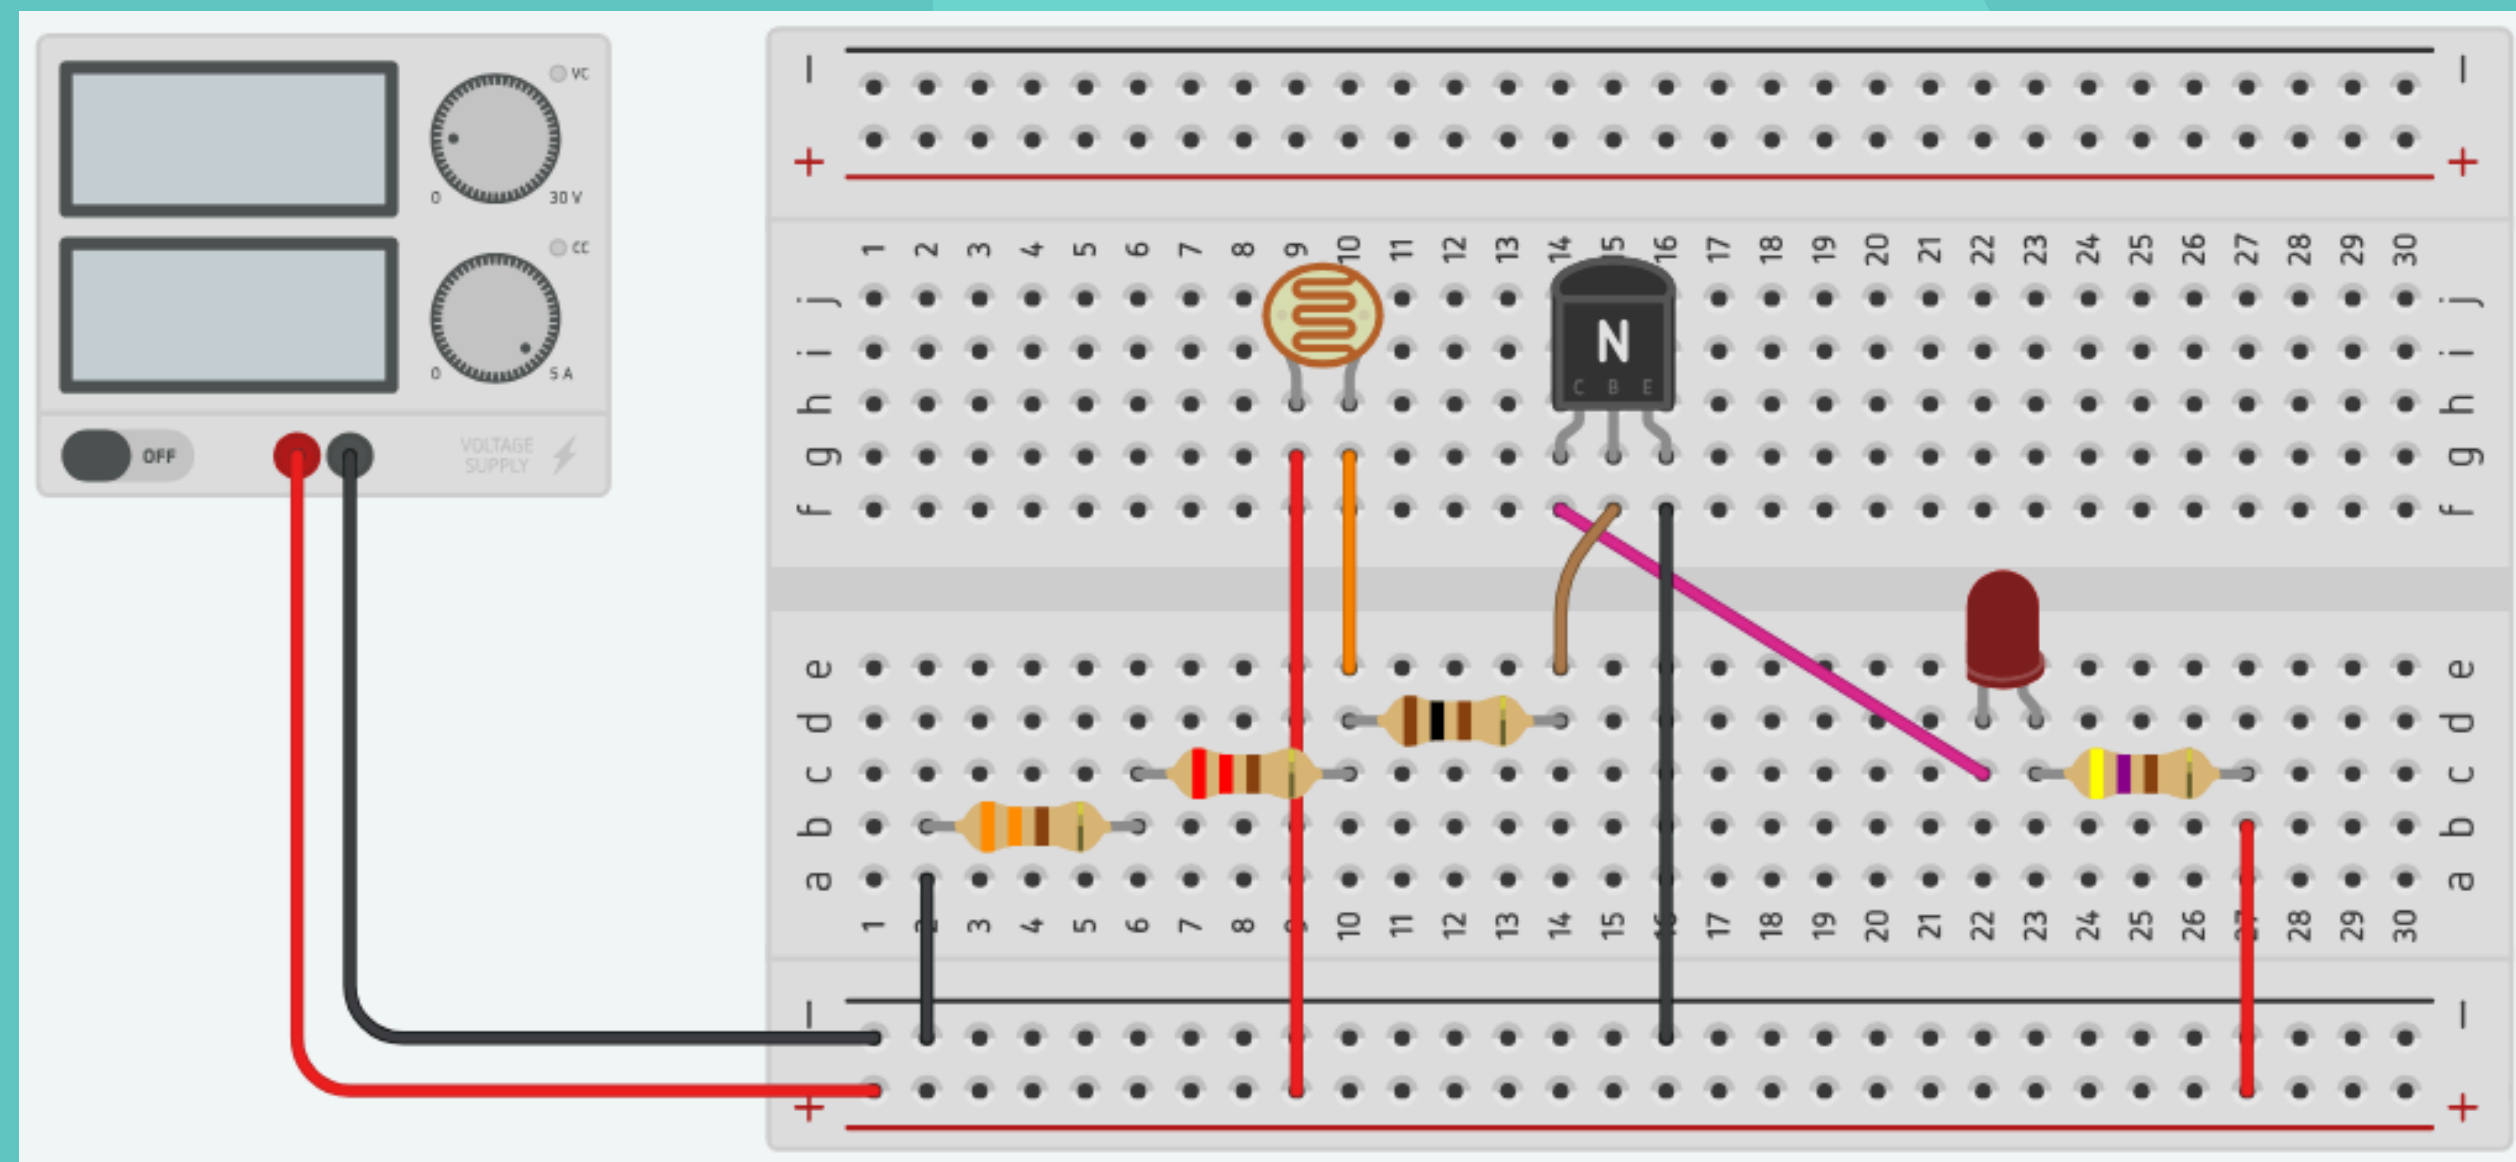 VC
0 30 V
CC
0 5 A
OFF
VOLTAGE
SUPPLY
− −
+ +
1 2 3 4 5 6 7 8 9 10 11 12 13 14 15 16 17 18 19 20 21 22 23 24 25 26 27 28 29 30
j j
i i
N
C B E
h h
g g
f f
e e
d d
c c
b b
a a
1 2 3 4 5 6 7 8 9 10 11 12 13 14 15 16 17 18 19 20 21 22 23 24 25 26 27 28 29 30
− −
+ +